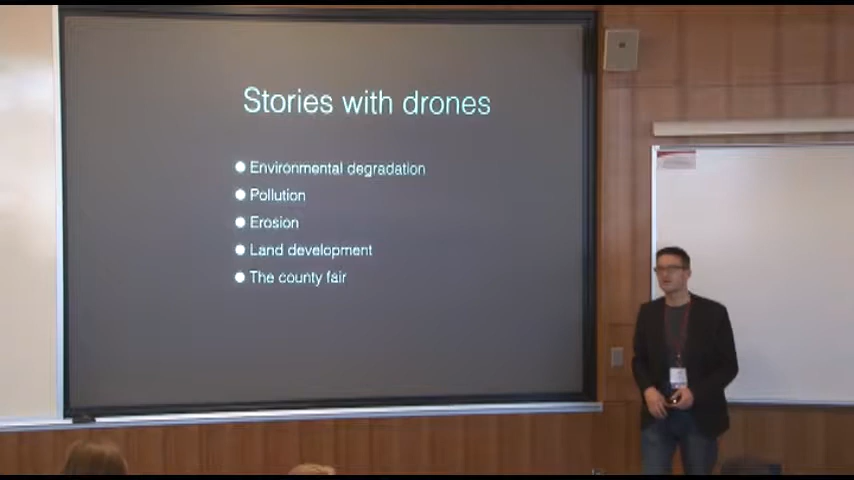 Stories with drones
● Environmental degradation
● Pollution
● Erosion
● Land development
● The county fair